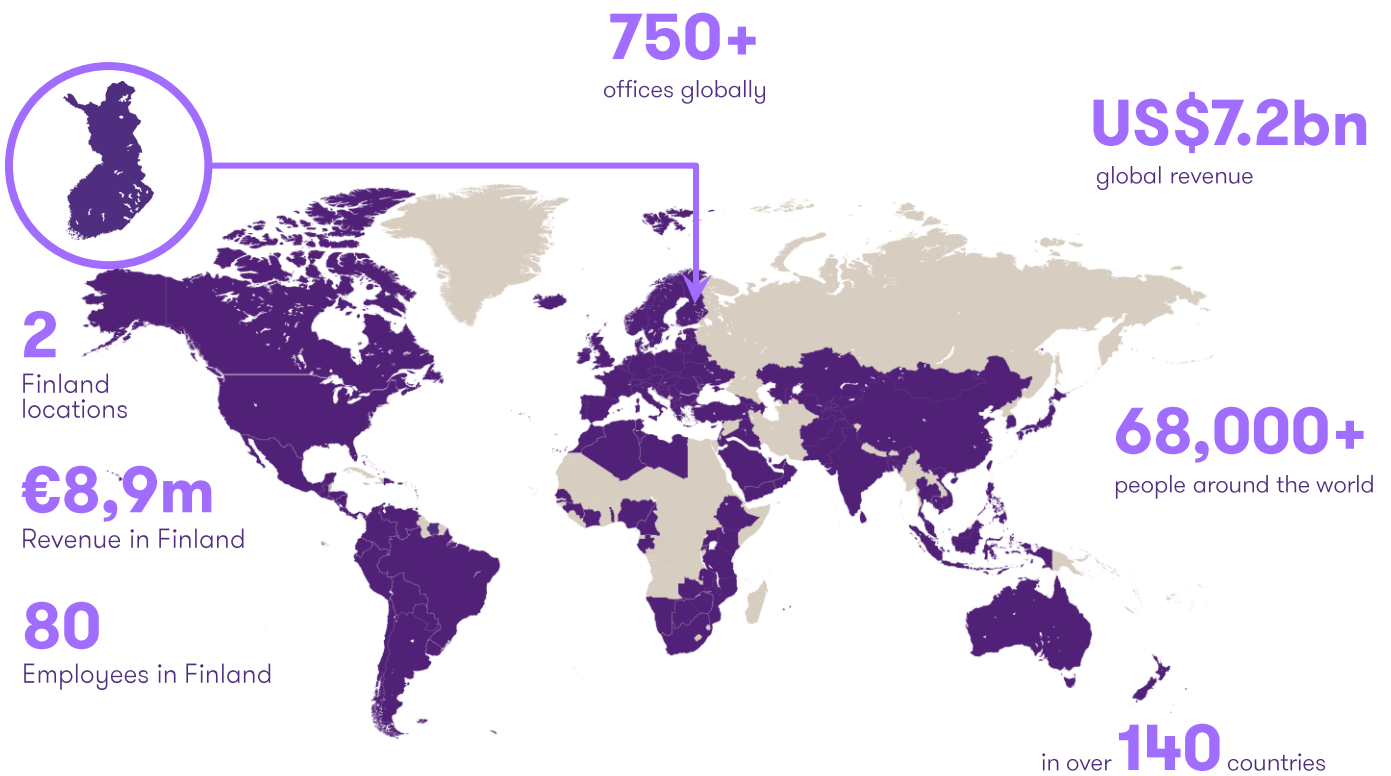 750+
offices globally
US$7.2bn
global revenue
2
Finland
locations
€8,9m
Revenue in Finland
80
Employees in Finland
68,000+
people around the world
in over 140 countries